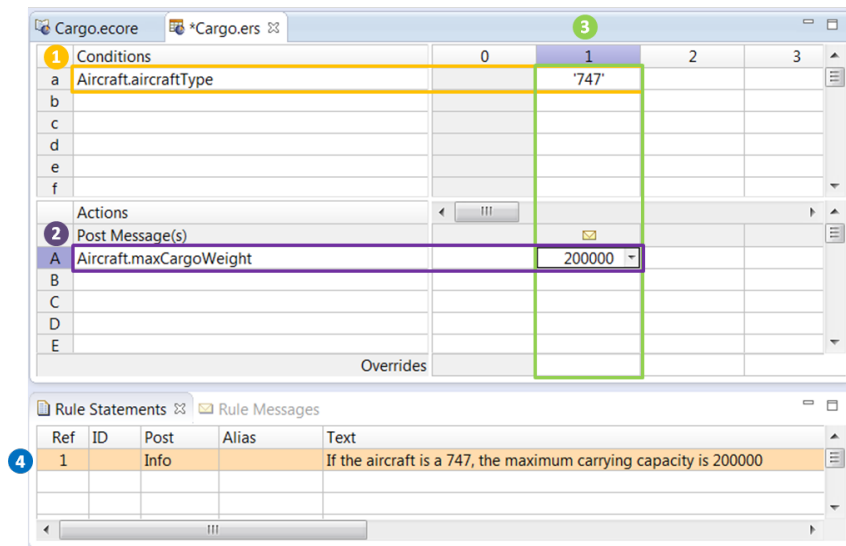 Cargo.ecore *Cargo.ers 3
1 Conditions 0 1 2 3
a Aircraft.aircraftType '747'
b
c
d
e
f
Actions
2 Post Message(s)
A Aircraft.maxCargoWeight 200000
B
C
D
E
Overrides
Rule Statements Rule Messages
Ref ID Post Alias Text
4 1 Info If the aircraft is a 747, the maximum carrying capacity is 200000